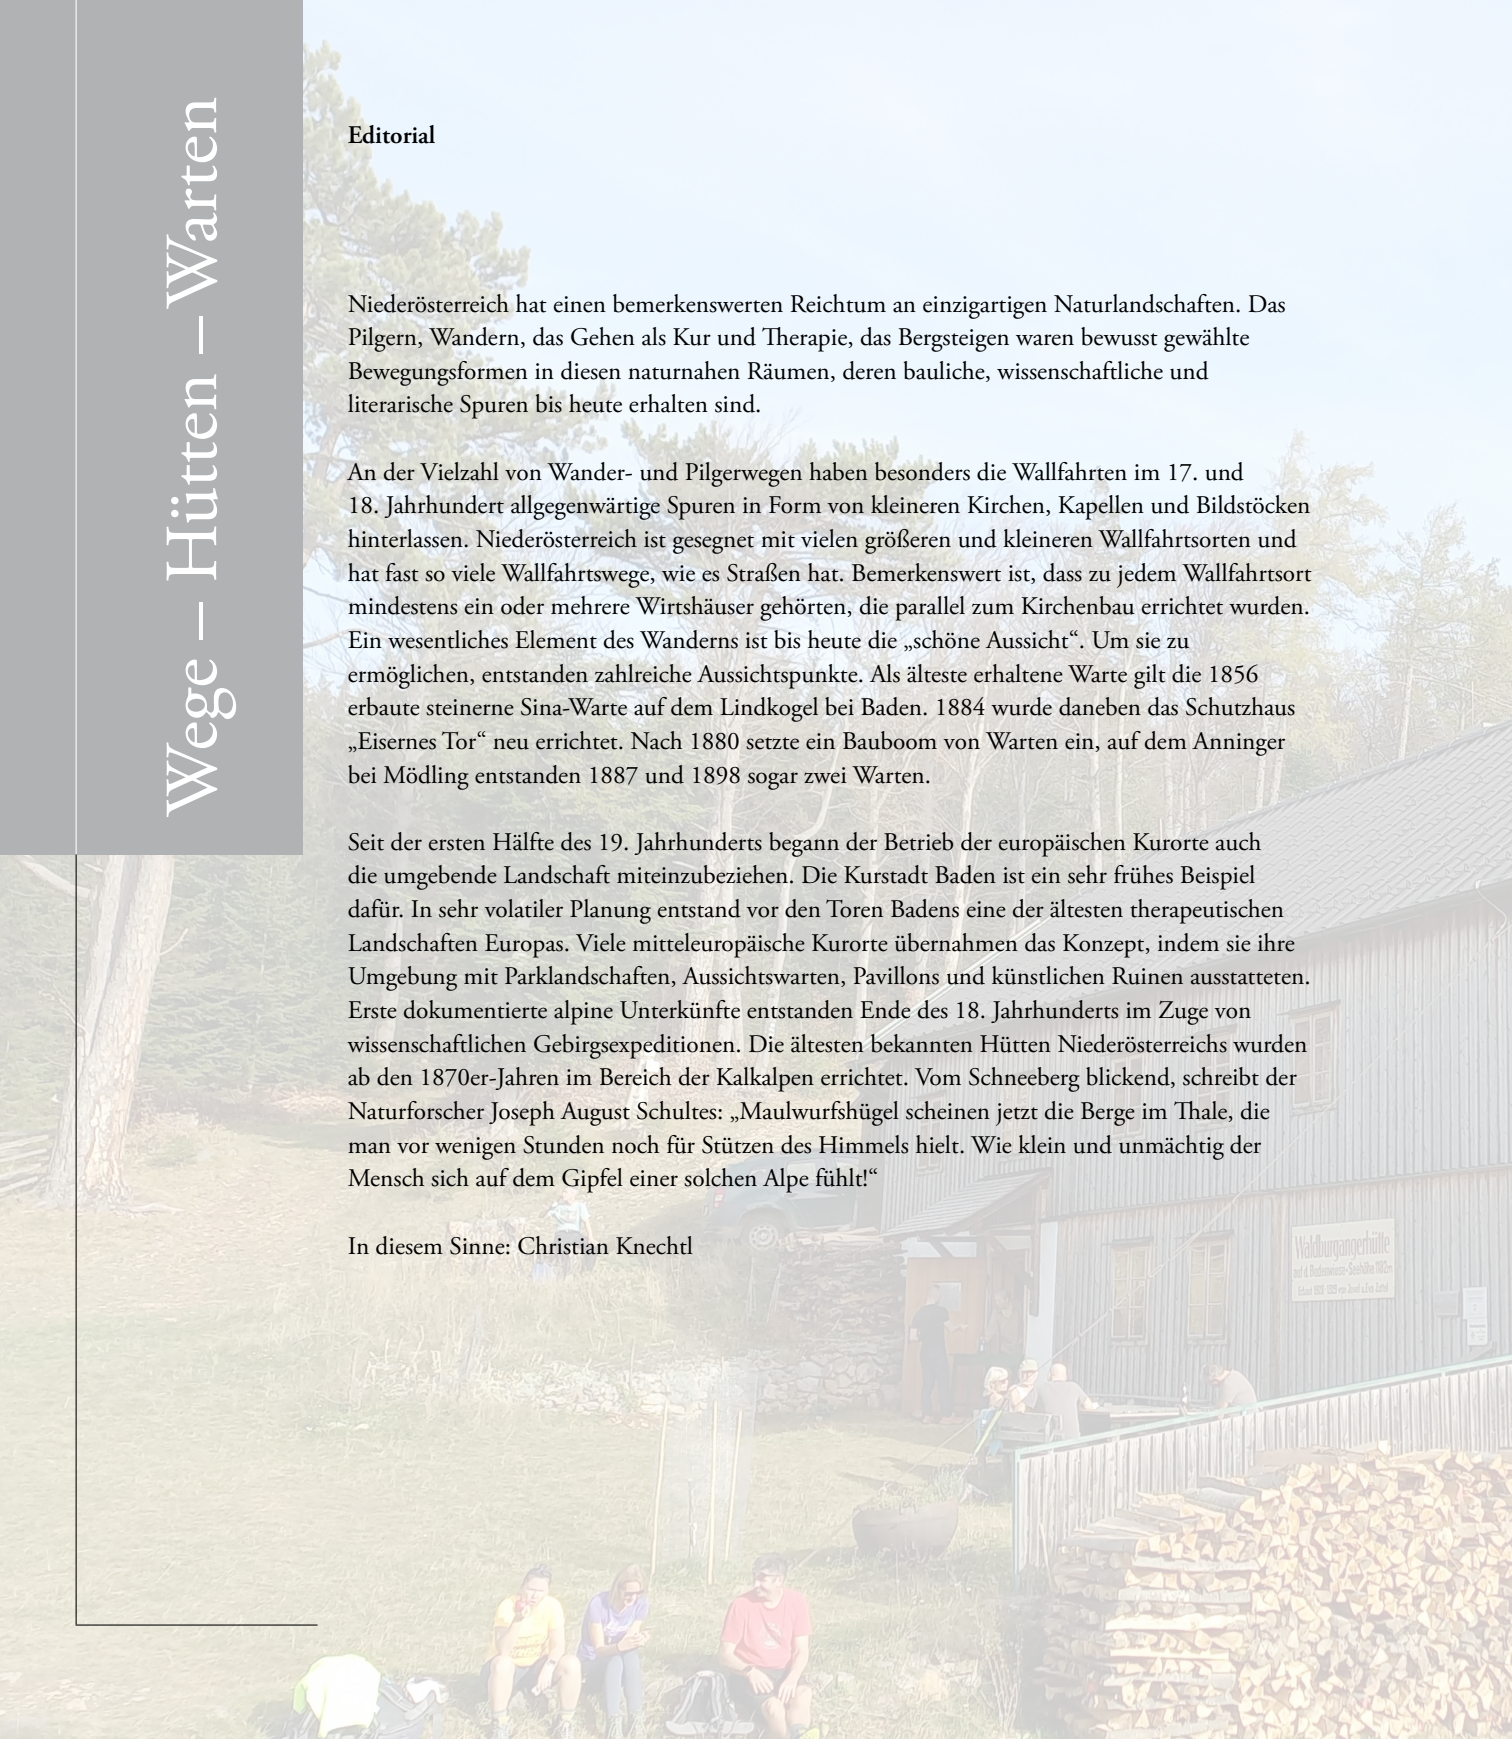 Wege – Hütten – Warten
Editorial
Niederösterreich hat einen bemerkenswerten Reichtum an einzigartigen Naturlandschaften. Das
Pilgern, Wandern, das Gehen als Kur und Therapie, das Bergsteigen waren bewusst gewählte
Bewegungsformen in diesen naturnahen Räumen, deren bauliche, wissenschaftliche und
literarische Spuren bis heute erhalten sind.
An der Vielzahl von Wander- und Pilgerwegen haben besonders die Wallfahrten im 17. und
18. Jahrhundert allgegenwärtige Spuren in Form von kleineren Kirchen, Kapellen und Bildstöcken
hinterlassen. Niederösterreich ist gesegnet mit vielen größeren und kleineren Wallfahrtsorten und
hat fast so viele Wallfahrtswege, wie es Straßen hat. Bemerkenswert ist, dass zu jedem Wallfahrtsort
mindestens ein oder mehrere Wirtshäuser gehörten, die parallel zum Kirchenbau errichtet wurden.
Ein wesentliches Element des Wanderns ist bis heute die „schöne Aussicht“. Um sie zu
ermöglichen, entstanden zahlreiche Aussichtspunkte. Als älteste erhaltene Warte gilt die 1856
erbaute steinerne Sina-Warte auf dem Lindkogel bei Baden. 1884 wurde daneben das Schutzhaus
„Eisernes Tor“ neu errichtet. Nach 1880 setzte ein Bauboom von Warten ein, auf dem Anninger
bei Mödling entstanden 1887 und 1898 sogar zwei Warten.
Seit der ersten Hälfte des 19. Jahrhunderts begann der Betrieb der europäischen Kurorte auch
die umgebende Landschaft miteinzubeziehen. Die Kurstadt Baden ist ein sehr frühes Beispiel
dafür. In sehr volatiler Planung entstand vor den Toren Badens eine der ältesten therapeutischen
Landschaften Europas. Viele mitteleuropäische Kurorte übernahmen das Konzept, indem sie ihre
Umgebung mit Parklandschaften, Aussichtswarten, Pavillons und künstlichen Ruinen ausstatteten.
Erste dokumentierte alpine Unterkünfte entstanden Ende des 18. Jahrhunderts im Zuge von
wissenschaftlichen Gebirgsexpeditionen. Die ältesten bekannten Hütten Niederösterreichs wurden
ab den 1870er-Jahren im Bereich der Kalkalpen errichtet. Vom Schneeberg blickend, schreibt der
Naturforscher Joseph August Schultes: „Maulwurfshügel scheinen jetzt die Berge im Thale, die
man vor wenigen Stunden noch für Stützen des Himmels hielt. Wie klein und unmächtig der
Mensch sich auf dem Gipfel einer solchen Alpe fühlt!“
In diesem Sinne: Christian Knechtl
Waldburgangerhütte
auf d. Bodenwiese-Seehöhe 1182m